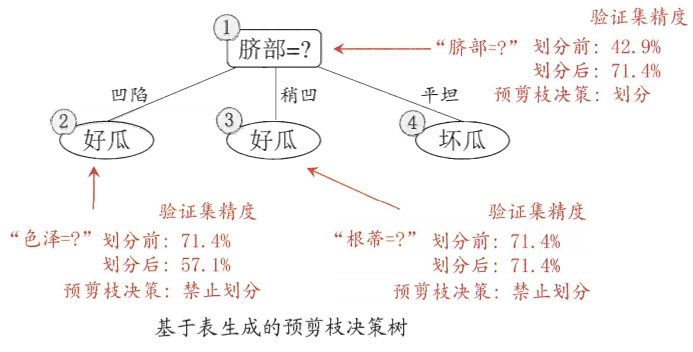 验证集精度
① 脐部=? "脐部=?" 划分前: 42.9%
划分后: 71.4%
预剪枝决策: 划分
凹陷 稍凹 平坦
② 好瓜 ③ 好瓜 ④ 坏瓜
验证集精度 验证集精度
"色泽=?" 划分前: 71.4% "根蒂=?" 划分前: 71.4%
划分后: 57.1% 划分后: 71.4%
预剪枝决策: 禁止划分 预剪枝决策: 禁止划分
基于表生成的预剪枝决策树